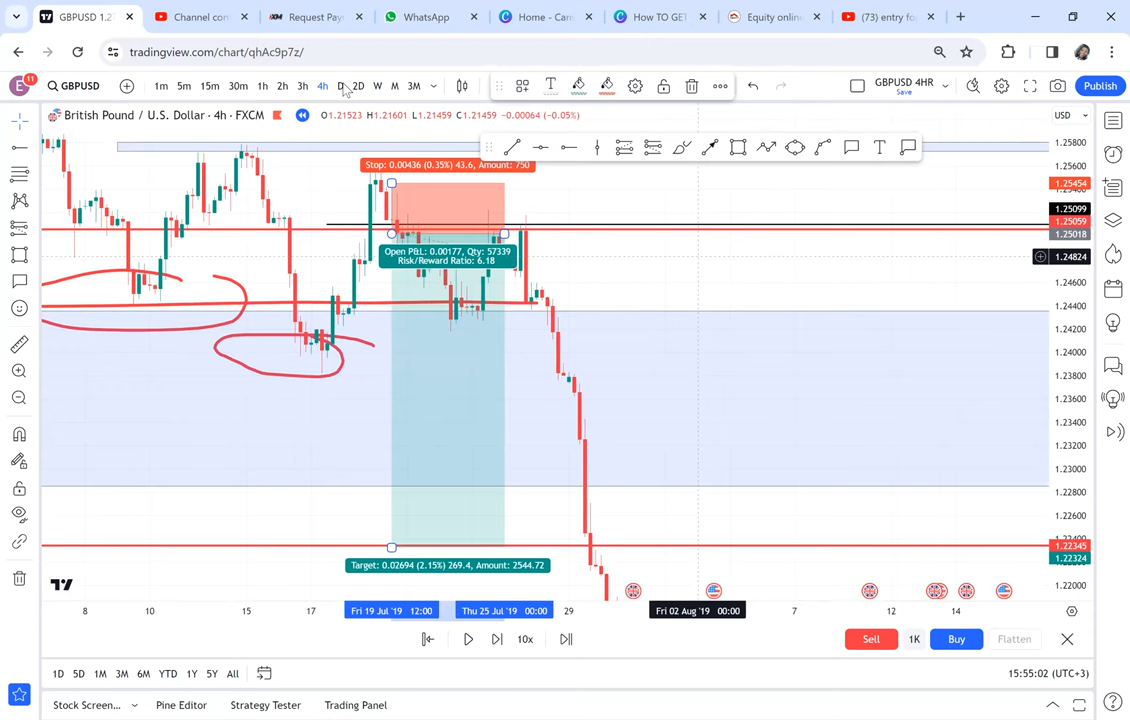 GBPUSD 1.2
Channel con
XM Request Pay
WhatsApp
Home - Can
How TO GET
Equity online
(73) entry fo
tradingview.com/chart/qhAc9p7z/
E 11 GBPUSD 1m 5m 15m 30m 1h 2h 3h 4h D 2D W M 3M
GBPUSD 4HR
Save
Publish
British Pound / U.S. Dollar · 4h · FXCM O1.21523 H1.21601 L1.21459 C1.21459 −0.00064 (−0.05%)
USD
Stop: 0.00436 (0.35%) 43.6, Amount: 750
Open P&L: 0.00177, Qty: 57339
Risk/Reward Ratio: 6.18
Target: 0.02694 (2.15%) 269.4, Amount: 2544.72
1.25800
1.25600
1.25454
1.25099
1.25059
1.25018
1.24824
1.24600
1.24400
1.24200
1.24000
1.23800
1.23600
1.23400
1.23200
1.23000
1.22800
1.22600
1.22345
1.22324
1.22000
8 10 15 17 Fri 19 Jul '19 12:00 Thu 25 Jul '19 00:00 29 Fri 02 Aug '19 00:00 7 12 14
10x
Sell 1K Buy Flatten
1D 5D 1M 3M 6M YTD 1Y 5Y All
15:55:02 (UTC+3)
Stock Screen... Pine Editor Strategy Tester Trading Panel